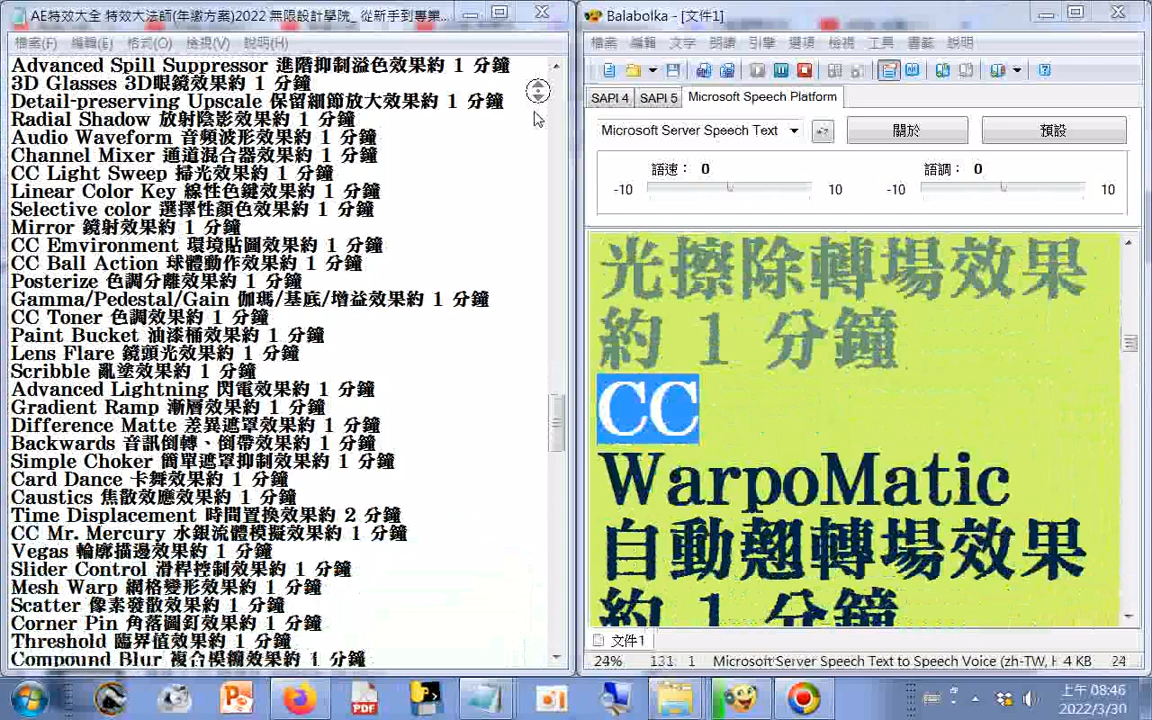 AE特效大全 特效大法師(年繳方案)2022 無限設計學院_ 從新手到專業...
檔案(F) 編輯(E) 格式(O) 檢視(V) 說明(H)
Advanced Spill Suppressor 進階抑制溢色效果約 1 分鐘
3D Glasses 3D眼鏡效果約 1 分鐘
Detail-preserving Upscale 保留細節放大效果約 1 分鐘
Radial Shadow 放射陰影效果約 1 分鐘
Audio Waveform 音頻波形效果約 1 分鐘
Channel Mixer 通道混合器效果約 1 分鐘
CC Light Sweep 掃光效果約 1 分鐘
Linear Color Key 線性色鍵效果約 1 分鐘
Selective color 選擇性顏色效果約 1 分鐘
Mirror 鏡射效果約 1 分鐘
CC Emvironment 環境貼圖效果約 1 分鐘
CC Ball Action 球體動作效果約 1 分鐘
Posterize 色調分離效果約 1 分鐘
Gamma/Pedestal/Gain 伽瑪/基底/增益效果約 1 分鐘
CC Toner 色調效果約 1 分鐘
Paint Bucket 油漆桶效果約 1 分鐘
Lens Flare 鏡頭光效果約 1 分鐘
Scribble 亂塗效果約 1 分鐘
Advanced Lightning 閃電效果約 1 分鐘
Gradient Ramp 漸層效果約 1 分鐘
Difference Matte 差異遮罩效果約 1 分鐘
Backwards 音訊倒轉、倒帶效果約 1 分鐘
Simple Choker 簡單遮罩抑制效果約 1 分鐘
Card Dance 卡舞效果約 1 分鐘
Caustics 焦散效應效果約 1 分鐘
Time Displacement 時間置換效果約 2 分鐘
CC Mr. Mercury 水銀流體模擬效果約 1 分鐘
Vegas 輪廓描邊效果約 1 分鐘
Slider Control 滑桿控制效果約 1 分鐘
Mesh Warp 網格變形效果約 1 分鐘
Scatter 像素發散效果約 1 分鐘
Corner Pin 角落圖釘效果約 1 分鐘
Threshold 臨界值效果約 1 分鐘
Compound Blur 複合模糊效果約 1 分鐘
Balabolka - [文件1]
檔案 編輯 文字 朗讀 引擎 選項 檢視 工具 書籤 說明
SAPI 4 SAPI 5 Microsoft Speech Platform
Microsoft Server Speech Text 關於 預設
語速： 0 語調： 0
-10 10 -10 10
光擦除轉場效果
約 1 分鐘
CC
WarpoMatic
自動翹轉場效果
約 1 分鐘
文件1
24% 131: 1 Microsoft Server Speech Text to Speech Voice (zh-TW, H 4 KB 24
上午 08:46
2022/3/30